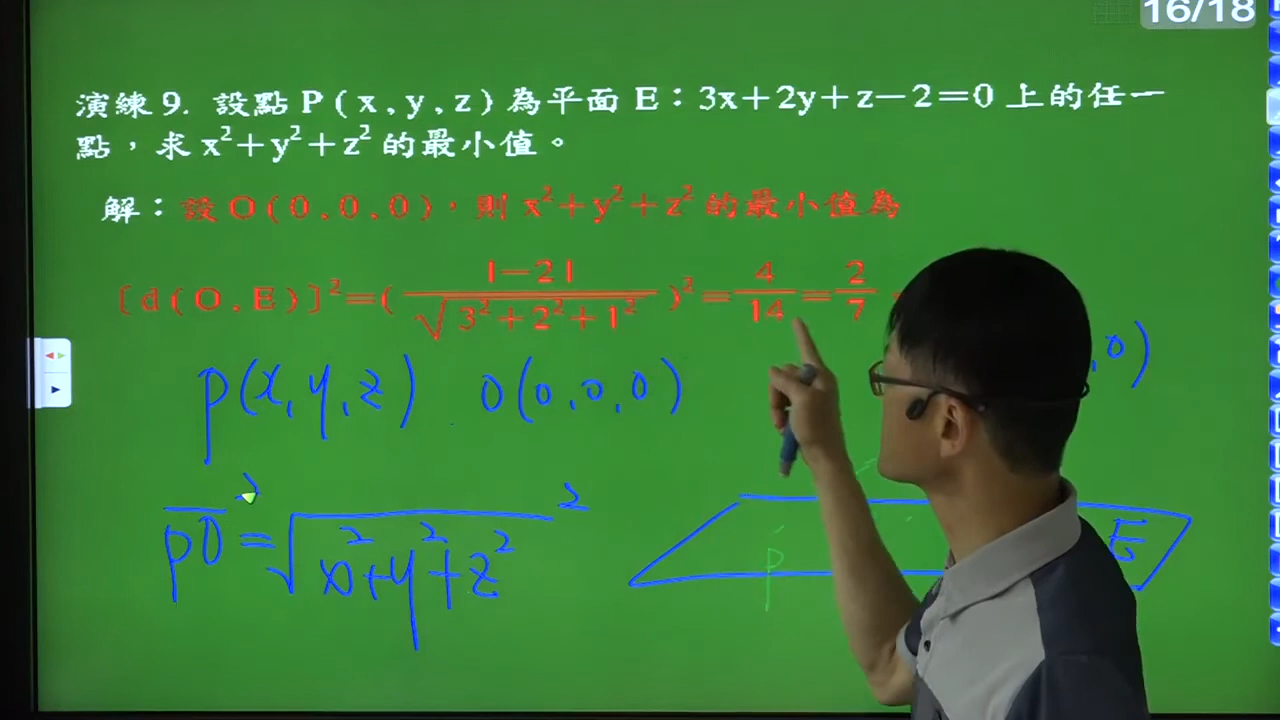 16/18
演練 9. 設點 P ( x , y , z ) 為平面 E：3x＋2y＋z－2＝0 上的任一
點，求 x²＋y²＋z² 的最小值。
解：設 O ( 0 , 0 , 0 )，則 x²＋y²＋z² 的最小值為
[ d ( O , E ) ]²＝( |－2| / √(3²＋2²＋1²) )²＝4/14＝2/7
P(x, y, z) O(0, 0, 0) , 0)
PO² = √(x²+y²+z²)²
P E